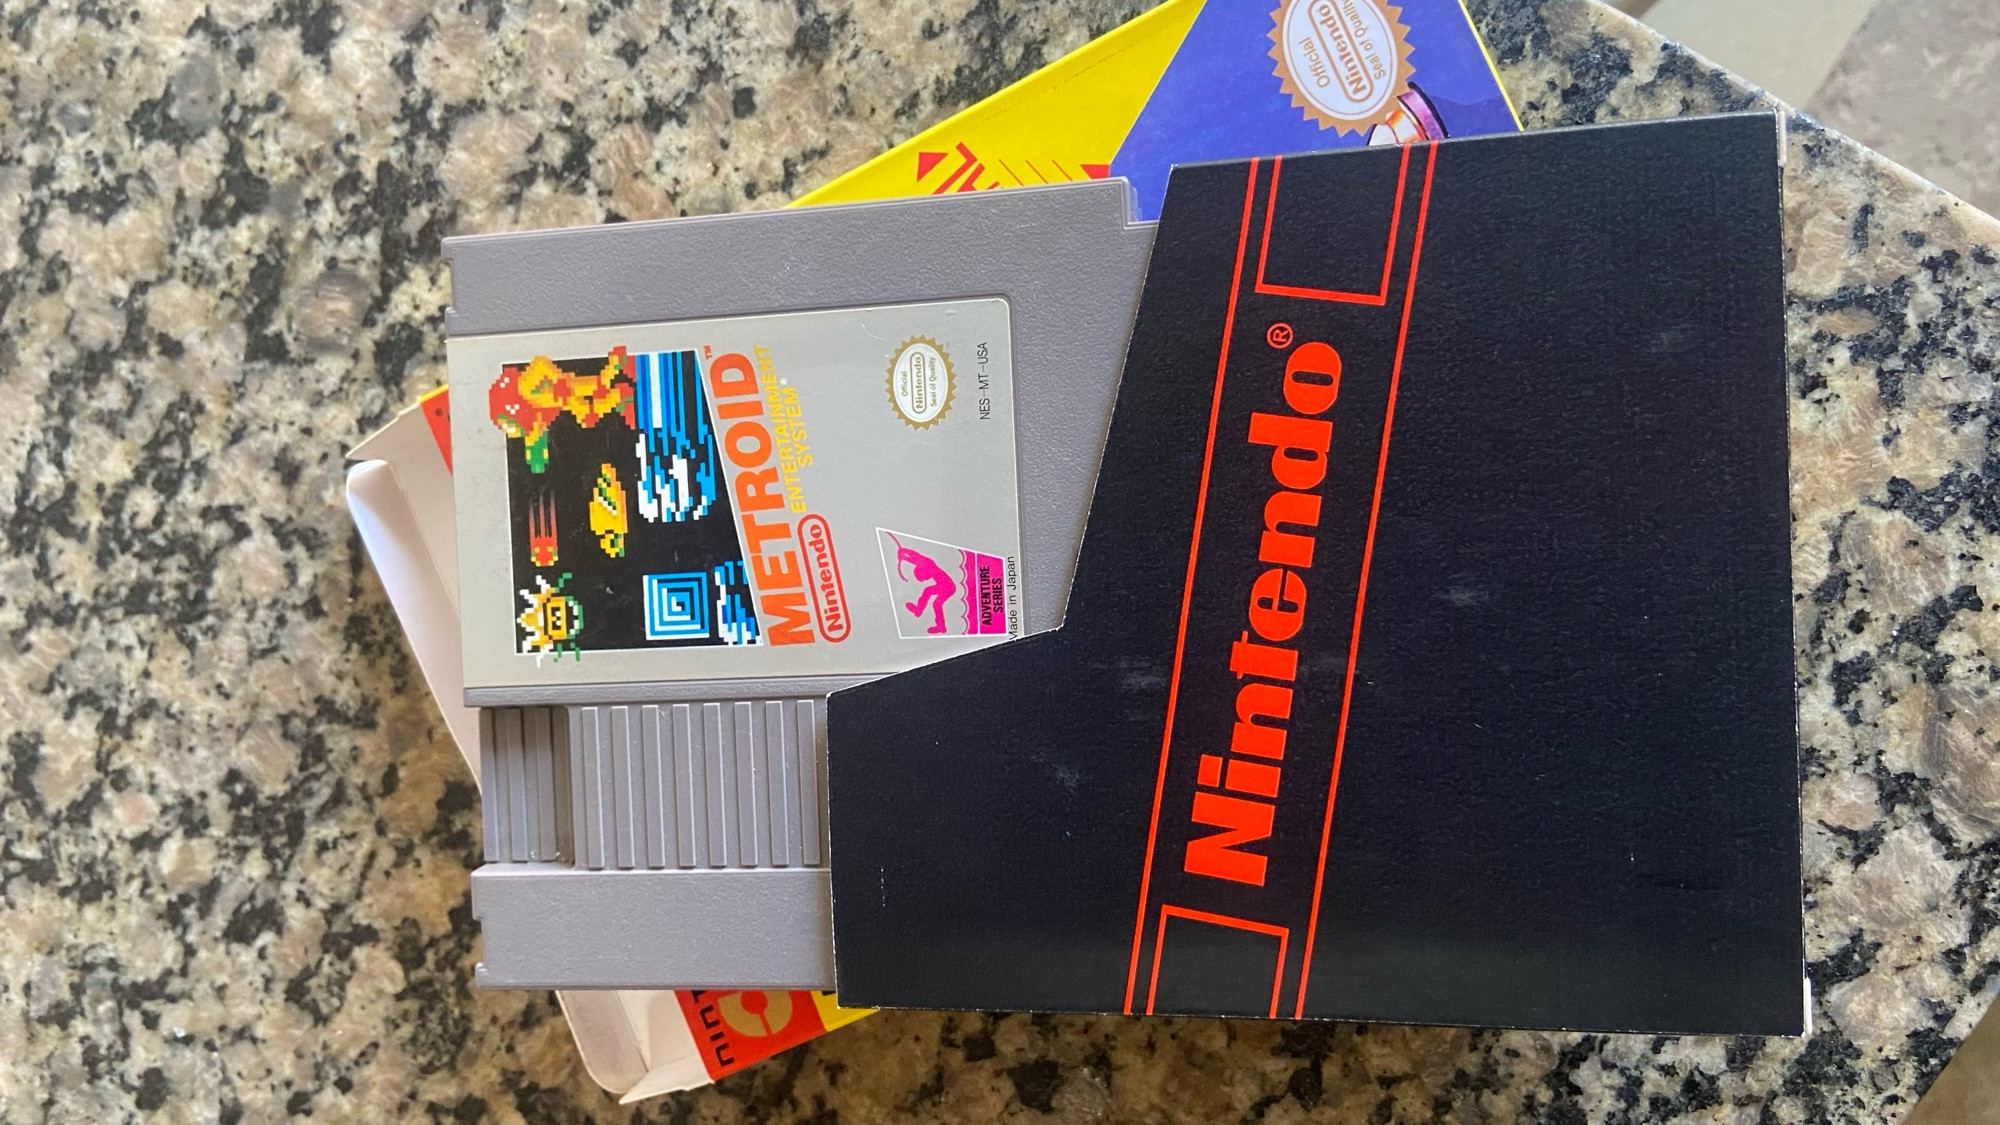 METROID™
ENTERTAINMENT
SYSTEM®
Nintendo
Official
Nintendo
Seal of Quality
NES-MT-USA
ADVENTURE
SERIES
Made in Japan
Nintendo®
Official
Nintendo
Seal of Quality